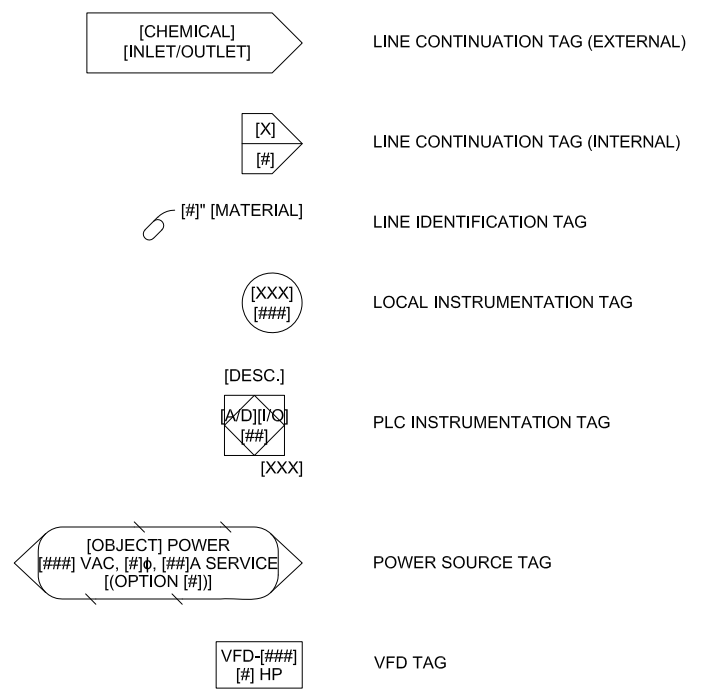 [CHEMICAL]
[INLET/OUTLET]
LINE CONTINUATION TAG (EXTERNAL)
[X]
[#]
LINE CONTINUATION TAG (INTERNAL)
[#]" [MATERIAL]
LINE IDENTIFICATION TAG
[XXX]
[###]
LOCAL INSTRUMENTATION TAG
[DESC.]
[A/D][I/O]
[##]
[XXX]
PLC INSTRUMENTATION TAG
[OBJECT] POWER
[###] VAC, [#]ϕ, [##]A SERVICE
[(OPTION [#])]
POWER SOURCE TAG
VFD-[###]
[#] HP
VFD TAG